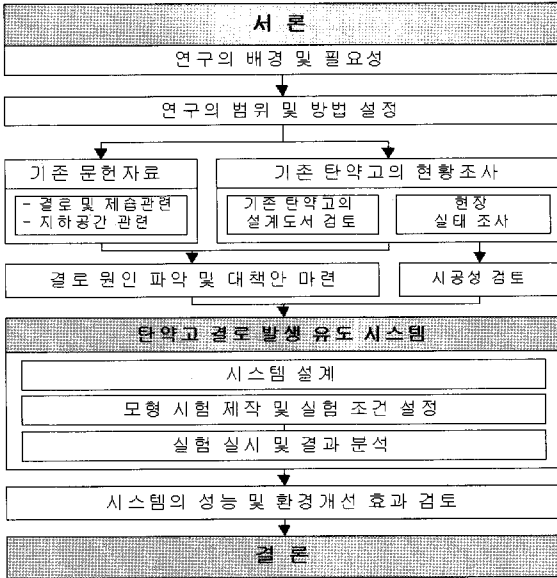 서 론
연구의 배경 및 필요성
연구의 범위 및 방법 설정
기존 문헌자료
- 결로 및 제습관련
- 지하공간 관련
기존 탄약고의 현황조사
기존 탄약고의
설계도서 검토
현장
실태 조사
결로 원인 파악 및 대책안 마련
시공성 검토
탄약고 결로 발생 유도 시스템
시스템 설계
모형 시험 제작 및 실험 조건 설정
실험 실시 및 결과 분석
시스템의 성능 및 환경개선 효과 검토
결 론